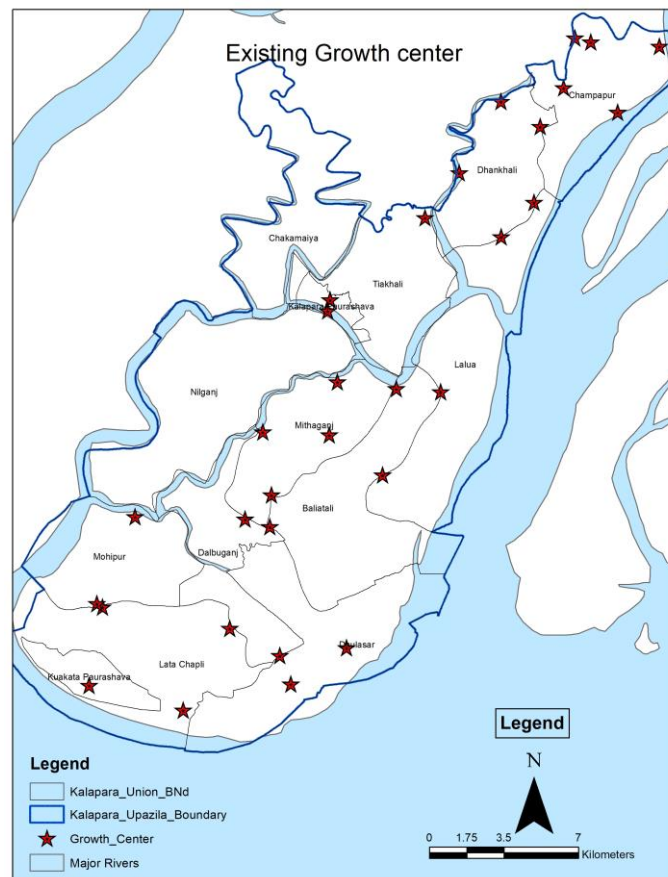 Existing Growth center
Champapur
Dhankhali
Chakamaiya
Tiakhali
Kalapara Paurashava
Lalua
Nilganj
Mithaganj
Baliatali
Dalbuganj
Mohipur
Dhulasar
Lata Chapli
Kuakata Paurashava
Legend
N
Legend
Kalapara_Union_BNd
Kalapara_Upazila_Boundary
Growth_Center
Major Rivers
0 1.75 3.5 7
Kilometers